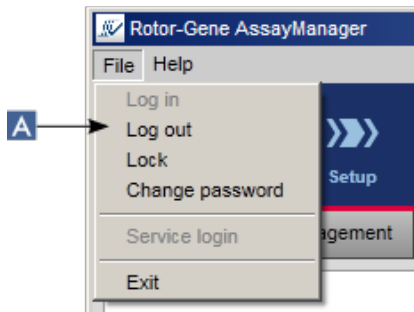 Rotor-Gene AssayManager
File Help
Log in
A Log out
Lock
Change password
Setup
Service login
agement
Exit